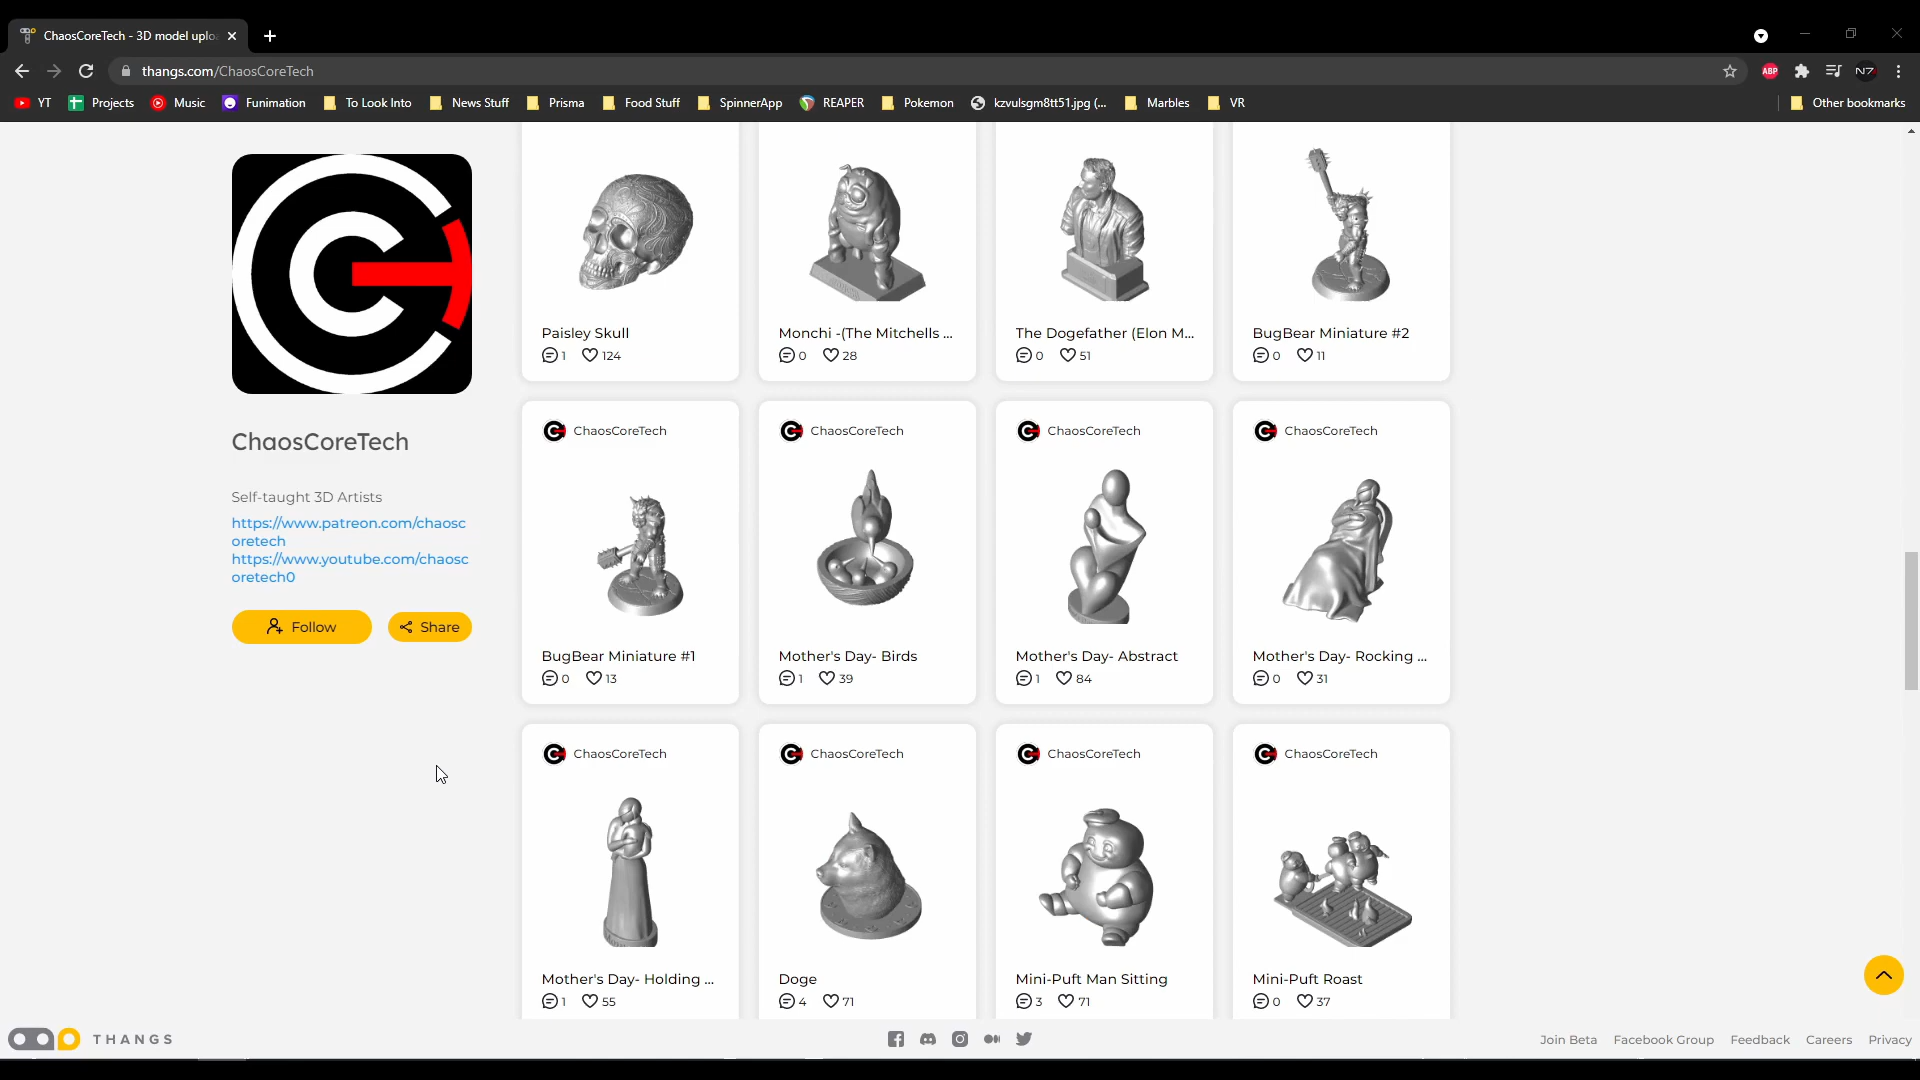 ChaosCoreTech - 3D model uplo
thangs.com/ChaosCoreTech
ABP
N7
YT
Projects
Music
Funimation
To Look Into
News Stuff
Prisma
Food Stuff
SpinnerApp
REAPER
Pokemon
kzvulsgm8tt51.jpg (...
Marbles
VR
Other bookmarks
ChaosCoreTech
Self-taught 3D Artists
https://www.patreon.com/chaosc
oretech
https://www.youtube.com/chaosc
oretech0
Follow
Share
Paisley Skull
1 124
Monchi -(The Mitchells ...
0 28
The Dogefather (Elon M...
0 51
BugBear Miniature #2
0 11
ChaosCoreTech
BugBear Miniature #1
0 13
ChaosCoreTech
Mother's Day- Birds
1 39
ChaosCoreTech
Mother's Day- Abstract
1 84
ChaosCoreTech
Mother's Day- Rocking ...
0 31
ChaosCoreTech
Mother's Day- Holding ...
1 55
ChaosCoreTech
Doge
4 71
ChaosCoreTech
Mini-Puft Man Sitting
3 71
ChaosCoreTech
Mini-Puft Roast
0 37
THANGS
Join Beta
Facebook Group
Feedback
Careers
Privacy